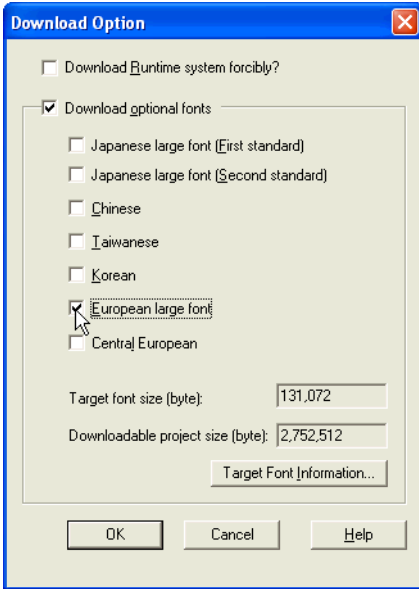 Download Option
Download Runtime system forcibly?
Download optional fonts
Japanese large font (First standard)
Japanese large font (Second standard)
Chinese
Taiwanese
Korean
European large font
Central European
Target font size (byte): 131,072
Downloadable project size (byte): 2,752,512
Target Font Information...
OK Cancel Help